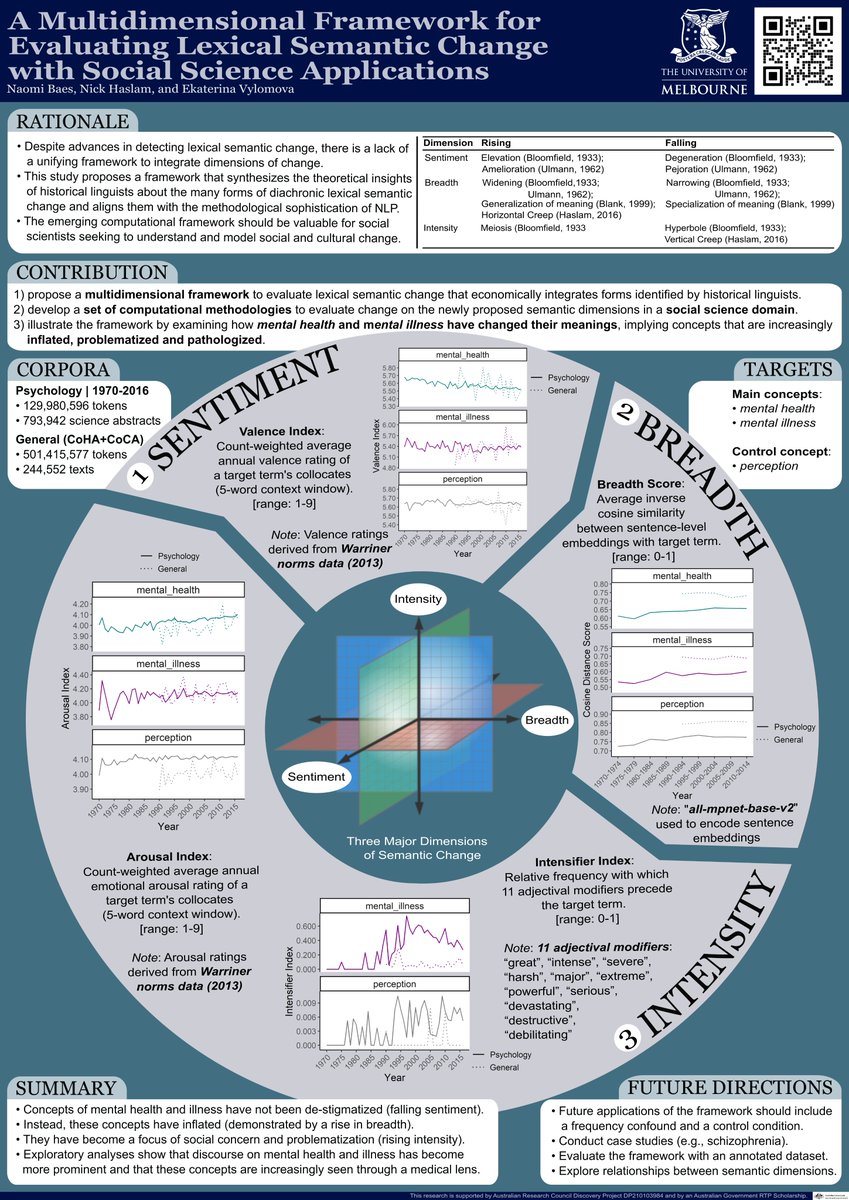 A Multidimensional Framework for
Evaluating Lexical Semantic Change
with Social Science Applications
Naomi Baes, Nick Haslam, and Ekaterina Vylomova
THE UNIVERSITY OF
MELBOURNE
RATIONALE
• Despite advances in detecting lexical semantic change, there is a lack of
a unifying framework to integrate dimensions of change.
• This study proposes a framework that synthesizes the theoretical insights
of historical linguists about the many forms of diachronic lexical semantic
change and aligns them with the methodological sophistication of NLP.
• The emerging computational framework should be valuable for social
scientists seeking to understand and model social and cultural change.
Dimension Rising Falling
Sentiment Elevation (Bloomfield, 1933); Degeneration (Bloomfield, 1933);
Amelioration (Ulmann, 1962) Pejoration (Ulmann, 1962)
Breadth Widening (Bloomfield,1933; Narrowing (Bloomfield, 1933;
Ulmann, 1962); Ulmann, 1962);
Generalization of meaning (Blank, 1999); Specialization of meaning (Blank, 1999)
Horizontal Creep (Haslam, 2016)
Intensity Meiosis (Bloomfield, 1933 Hyperbole (Bloomfield, 1933);
Vertical Creep (Haslam, 2016)
CONTRIBUTION
1) propose a multidimensional framework to evaluate lexical semantic change that economically integrates forms identified by historical linguists.
2) develop a set of computational methodologies to evaluate change on the newly proposed semantic dimensions in a social science domain.
3) illustrate the framework by examining how mental health and mental illness have changed their meanings, implying concepts that are increasingly
inflated, problematized and pathologized.
CORPORA
Psychology | 1970-2016
• 129,980,596 tokens
• 793,942 science abstracts
General (CoHA+CoCA)
• 501,415,577 tokens
• 244,552 texts
TARGETS
Main concepts:
• mental health
• mental illness
Control concept:
• perception
1 SENTIMENT
Valence Index:
Count-weighted average
annual valence rating of
a target term's collocates
(5-word context window).
[range: 1-9]
Note: Valence ratings
derived from Warriner
norms data (2013)
mental_health
5.80
5.70
5.60
5.50
5.40
5.30
mental_illness
6.00
5.70
5.40
5.10
4.80
perception
5.80
5.70
5.60
5.50
5.40
Valence Index
1970 1975 1980 1985 1990 1995 2000 2005 2010 2015
Year
Psychology
General
2 BREADTH
Breadth Score:
Average inverse
cosine similarity
between sentence-level
embeddings with target term.
[range: 0-1]
mental_health
0.80
0.75
0.70
0.65
0.60
0.55
mental_illness
0.75
0.70
0.65
0.60
0.55
0.50
perception
0.90
0.85
0.80
0.75
0.70
Cosine Distance Score
1970-1974 1975-1979 1980-1984 1985-1989 1990-1994 1995-1999 2000-2004 2005-2009 2010-2014
Year
Psychology
General
Note: "all-mpnet-base-v2"
used to encode sentence
embeddings
Psychology
General
mental_health
4.20
4.10
4.00
3.90
3.80
mental_illness
4.40
4.20
4.00
3.80
perception
4.10
4.00
3.90
Arousal Index
1970 1975 1980 1985 1990 1995 2000 2005 2010 2015
Year
Arousal Index:
Count-weighted average annual
emotional arousal rating of a
target term's collocates
(5-word context window).
[range: 1-9]
Note: Arousal ratings
derived from Warriner
norms data (2013)
Intensity
Breadth
Sentiment
Three Major Dimensions
of Semantic Change
3 INTENSITY
Intensifier Index:
Relative frequency with which
11 adjectival modifiers precede
the target term.
[range: 0-1]
Note: 11 adjectival modifiers:
“great”, “intense”, “severe”,
“harsh”, “major”, “extreme”,
“powerful”, “serious”,
“devastating”,
“destructive”,
“debilitating”
mental_illness
0.600
0.400
0.200
0.000
perception
0.009
0.006
0.003
0.000
Intensifier Index
1970 1975 1980 1985 1990 1995 2000 2005 2010 2015
Year
Psychology
General
SUMMARY
• Concepts of mental health and illness have not been de-stigmatized (falling sentiment).
• Instead, these concepts have inflated (demonstrated by a rise in breadth).
• They have become a focus of social concern and problematization (rising intensity).
• Exploratory analyses show that discourse on mental health and illness has become
more prominent and that these concepts are increasingly seen through a medical lens.
FUTURE DIRECTIONS
• Future applications of the framework should include
a frequency confound and a control condition.
• Conduct case studies (e.g., schizophrenia).
• Evaluate the framework with an annotated dataset.
• Explore relationships between semantic dimensions.
This research is supported by Australian Research Council Discovery Project DP210103984 and by an Australian Government RTP Scholarship.